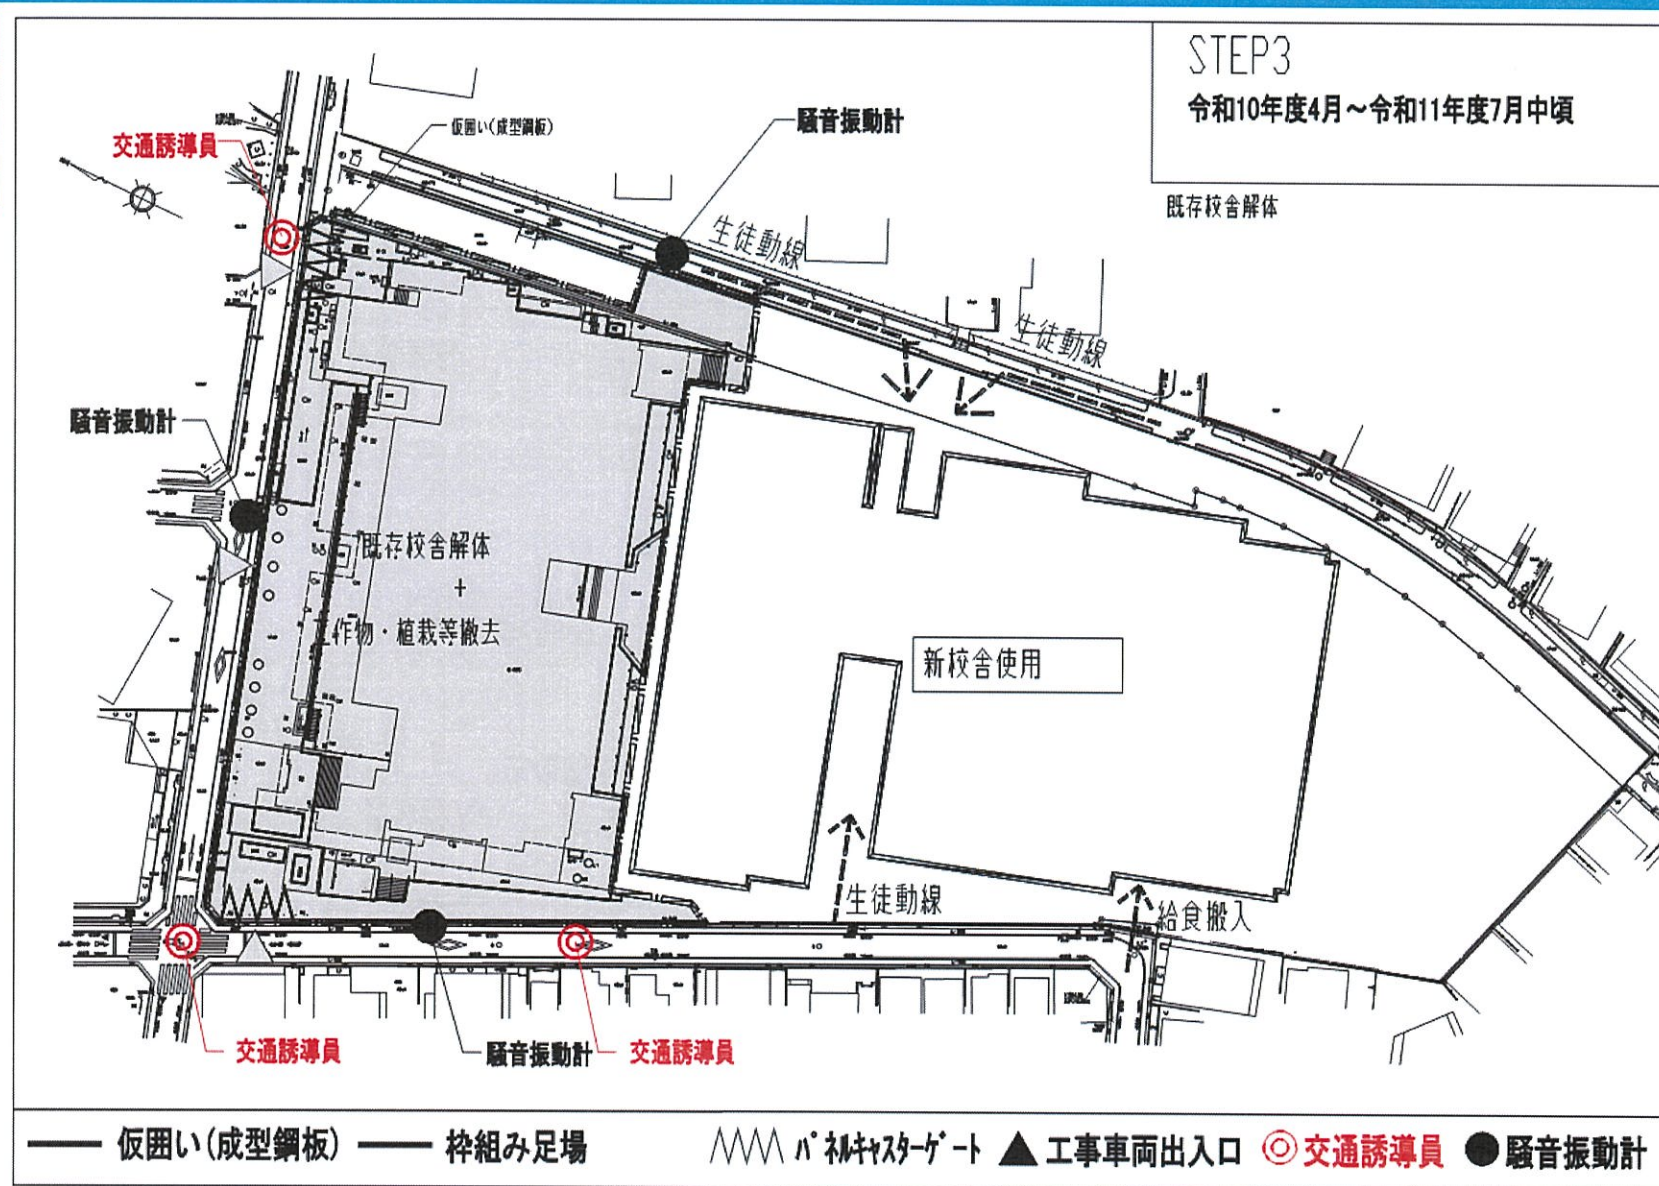 STEP3
令和10年度4月～令和11年度7月中頃
既存校舎解体
仮囲い(成型鋼板)
騒音振動計
交通誘導員
生徒動線
生徒動線
騒音振動計
既存校舎解体
+
作物・植栽等撤去
新校舎使用
生徒動線
給食搬入
交通誘導員
騒音振動計
交通誘導員
仮囲い(成型鋼板)
枠組み足場
パネルキャスターゲート
工事車両出入口
交通誘導員
騒音振動計